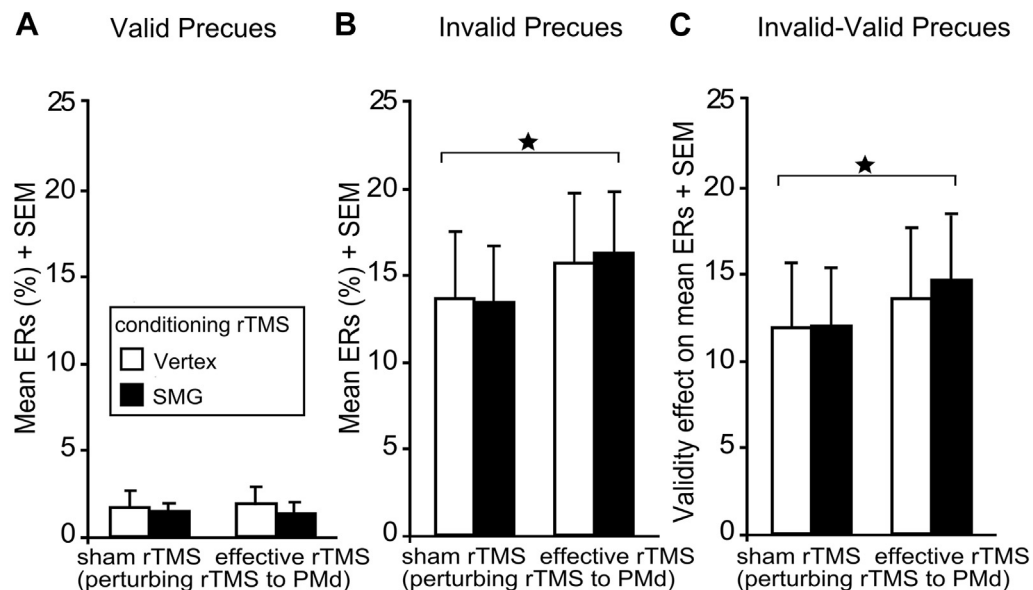 A Valid Precues
B Invalid Precues
C Invalid-Valid Precues
Mean ERs (%) + SEM
25
20
15
10
5
0
conditioning rTMS
Vertex
SMG
sham rTMS effective rTMS
(perturbing rTMS to PMd)
Mean ERs (%) + SEM
25
20
15
10
5
0
sham rTMS effective rTMS
(perturbing rTMS to PMd)
Validity effect on mean ERs + SEM
25
20
15
10
5
0
sham rTMS effective rTMS
(perturbing rTMS to PMd)